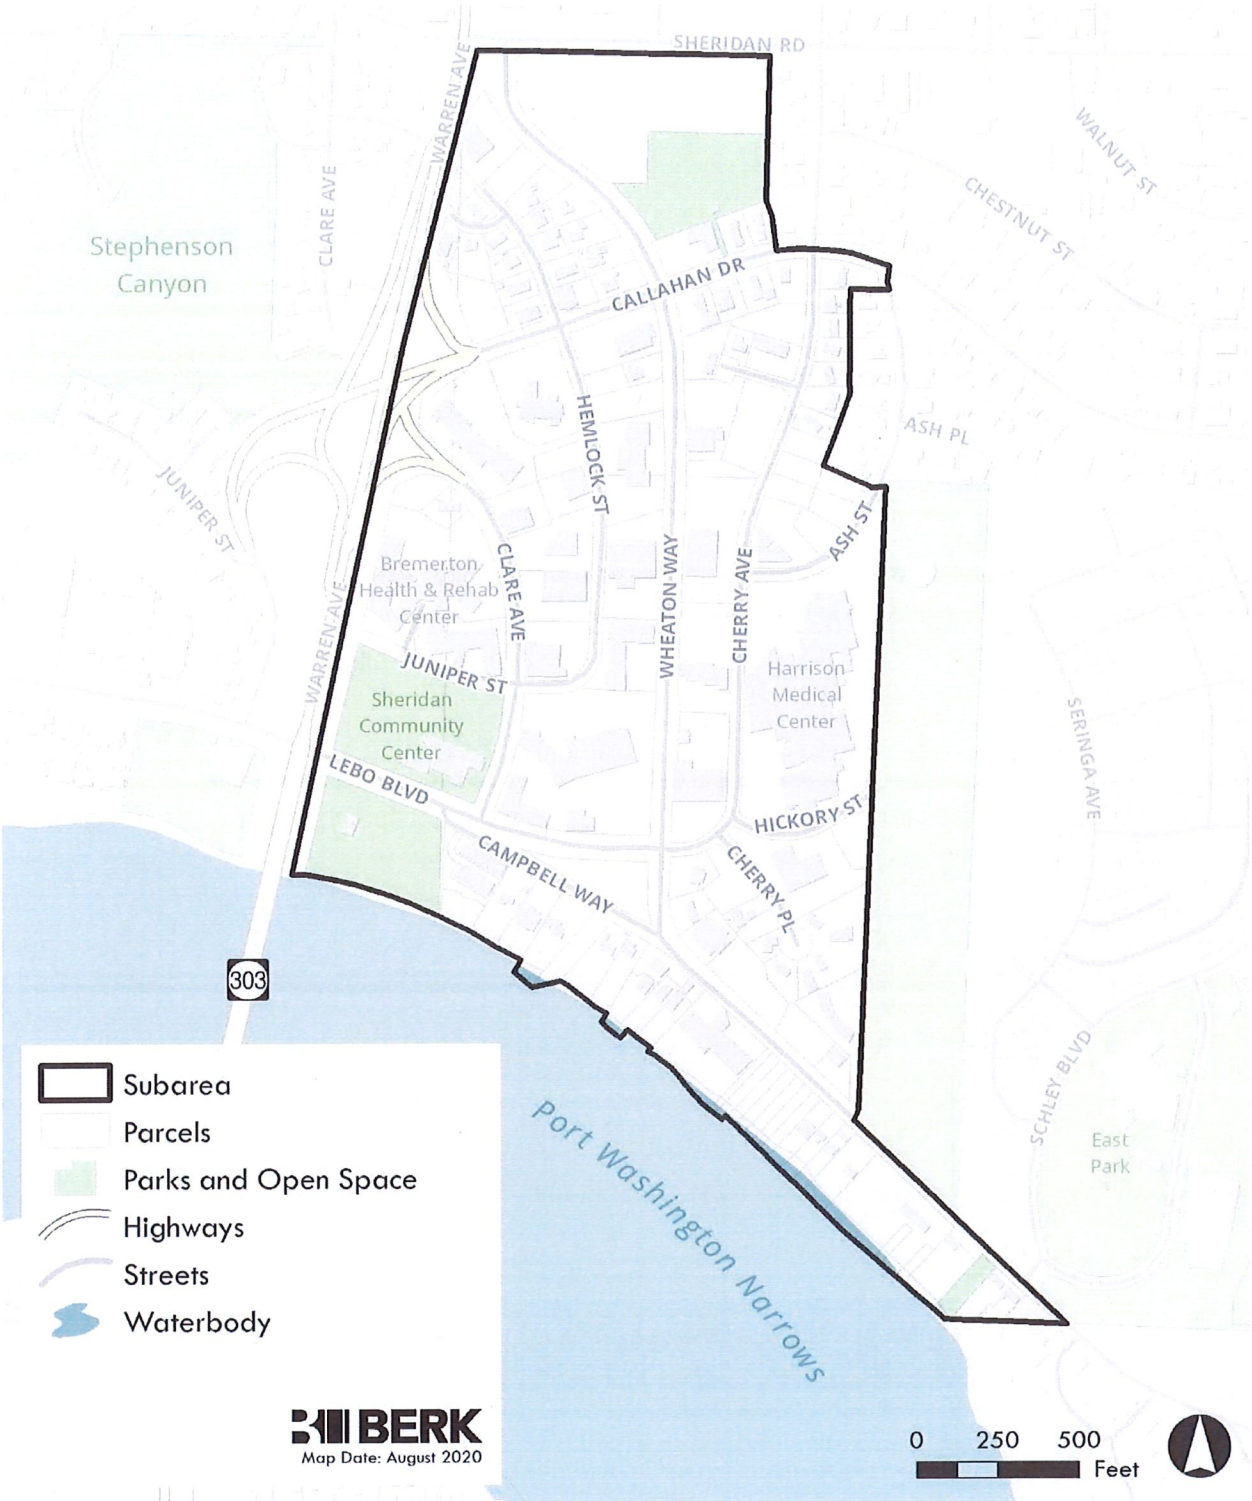 SHERIDAN RD
WARREN AVE
WALNUT ST
CHESTNUT ST
CLARE AVE
Stephenson
Canyon
CALLAHAN DR
HEMLOCK ST
ASH PL
JUNIPER ST
ASH ST
WHEATON WAY
CHERRY AVE
CLARE AVE
Bremerton
Health & Rehab
Center
WARREN AVE
JUNIPER ST
Harrison
Medical
Center
Sheridan
Community
Center
SERINGA AVE
LEBO BLVD
HICKORY ST
CAMPBELL WAY
CHERRY PL
303
SCHLEY BLVD
East
Park
Port Washington Narrows
Subarea
Parcels
Parks and Open Space
Highways
Streets
Waterbody
BERK
Map Date: August 2020
0 250 500
Feet